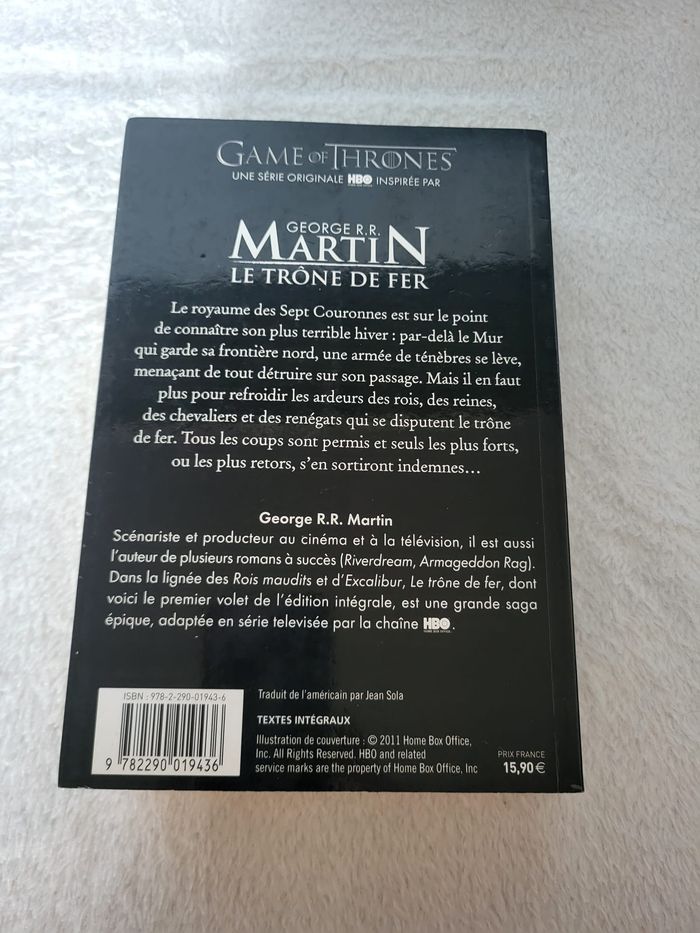 GAME OF THRONES
UNE SÉRIE ORIGINALE HBO INSPIRÉE PAR
GEORGE R.R.
MARTIN
LE TRÔNE DE FER
Le royaume des Sept Couronnes est sur le point
de connaître son plus terrible hiver : par-delà le Mur
qui garde sa frontière nord, une armée de ténèbres se lève,
menaçant de tout détruire sur son passage. Mais il en faut
plus pour refroidir les ardeurs des rois, des reines,
des chevaliers et des renégats qui se disputent le trône
de fer. Tous les coups sont permis et seuls les plus forts,
ou les plus retors, s'en sortiront indemnes…
George R.R. Martin
Scénariste et producteur au cinéma et à la télévision, il est aussi
l'auteur de plusieurs romans à succès (Riverdream, Armageddon Rag).
Dans la lignée des Rois maudits et d'Excalibur, Le trône de fer, dont
voici le premier volet de l'édition intégrale, est une grande saga
épique, adaptée en série televisée par la chaîne HBO.
ISBN : 978-2-290-01943-6
9 782290 019436
Traduit de l'américain par Jean Sola
TEXTES INTÉGRAUX
Illustration de couverture : © 2011 Home Box Office,
Inc. All Rights Reserved. HBO and related
service marks are the property of Home Box Office, Inc
PRIX FRANCE
15,90 €